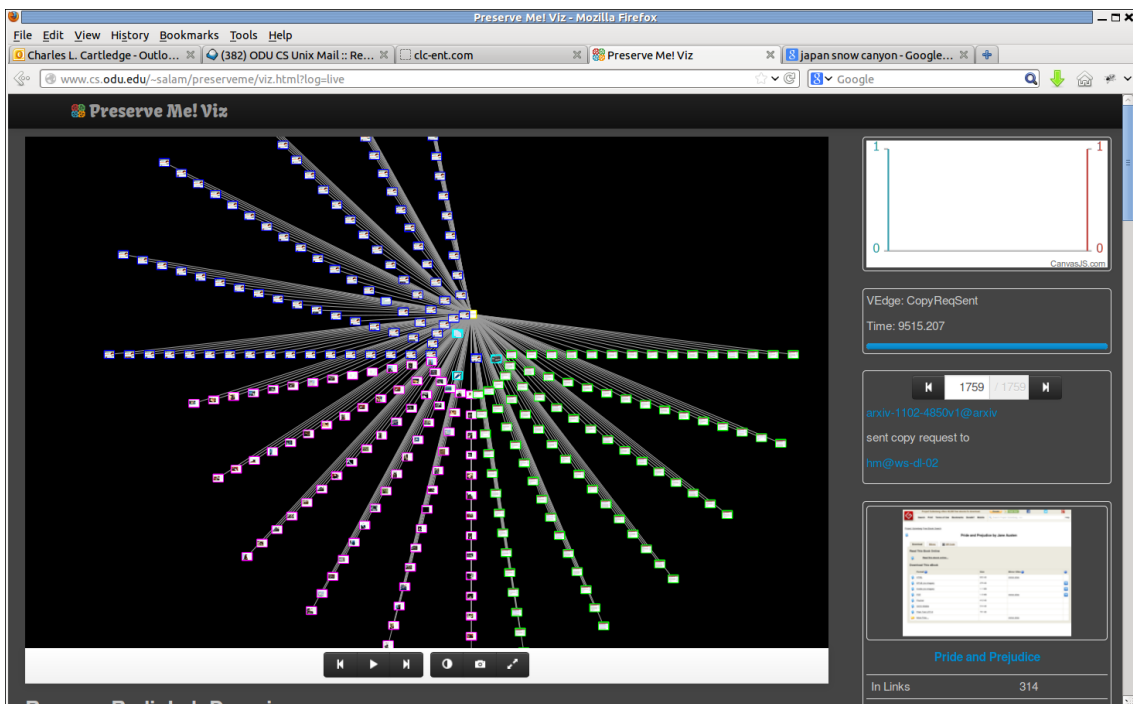 Preserve Me! Viz - Mozilla Firefox
File Edit View History Bookmarks Tools Help
Charles L. Cartledge - Outlo... (382) ODU CS Unix Mail :: Re... clc-ent.com Preserve Me! Viz japan snow canyon - Google...
www.cs.odu.edu/~salam/preserveme/viz.html?log=live Google
Preserve Me! Viz
1 1
0 0
CanvasJS.com
VEdge: CopyReqSent
Time: 9515.207
1759 / 1759
arxiv-1102-4850v1@arxiv
sent copy request to
hm@ws-dl-02
Pride and Prejudice by Jane Austen
Pride and Prejudice
In Links 314